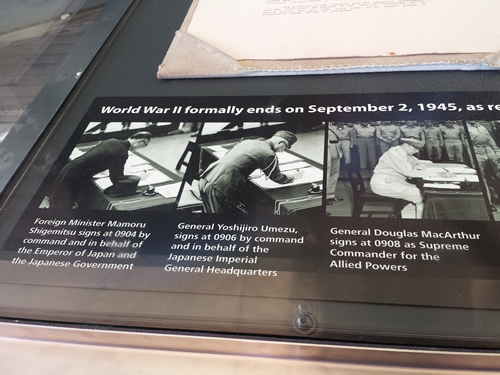 World War II formally ends on September 2, 1945, as
Foreign Minister Mamoru
Shigemitsu signs at 0904 by
command and in behalf of
the Emperor of Japan and
the Japanese Government
General Yoshijiro Umezu,
signs at 0906 by command
and in behalf of the
Japanese Imperial
General Headquarters
General Douglas MacArthur
signs at 0908 as Supreme
Commander for the
Allied Powers